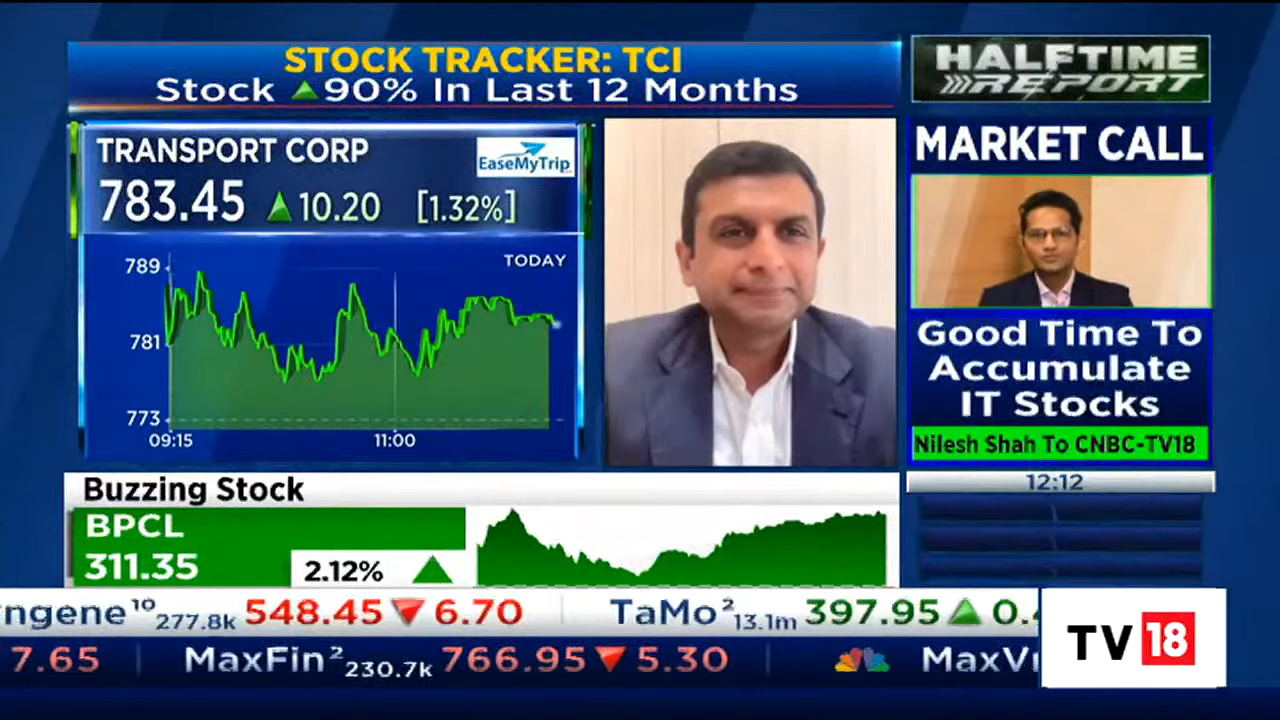 STOCK TRACKER: TCI
Stock ▲90% In Last 12 Months
HALFTIME
REPORT
TRANSPORT CORP
EaseMyTrip
783.45 ▲ 10.20 [1.32%]
TODAY
789
781
773
09:15 11:00
MARKET CALL
Good Time To
Accumulate
IT Stocks
Nilesh Shah To CNBC-TV18
12:12
Buzzing Stock
BPCL
311.35 2.12% ▲
ngene 10 277.8k 548.45 ▼ 6.70 TaMo 2 13.1m 397.95 ▲ 0.4
7.65 MaxFin 2 230.7k 766.95 ▼ 5.30 MaxV
TV18